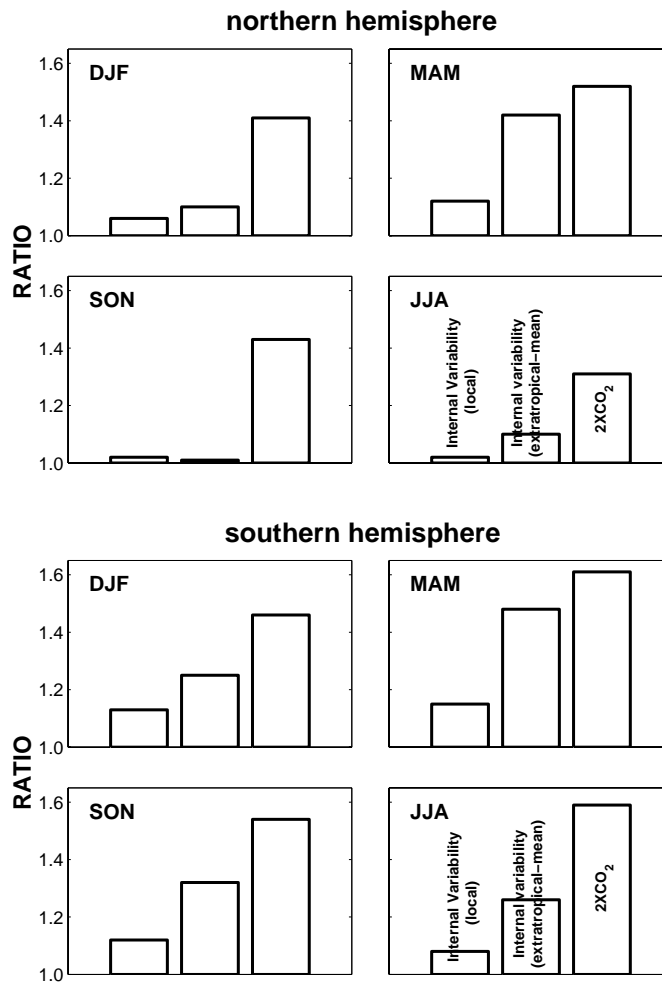 northern hemisphere
DJF
MAM
1.6
1.4
1.2
1.0
RATIO
SON
JJA
1.6
1.4
1.2
1.0
Internal Variability
(local)
Internal variability
(extratropical-mean)
2XCO2
southern hemisphere
DJF
MAM
1.6
1.4
1.2
1.0
RATIO
SON
JJA
1.6
1.4
1.2
1.0
Internal Variability
(local)
Internal variability
(extratropical-mean)
2XCO2